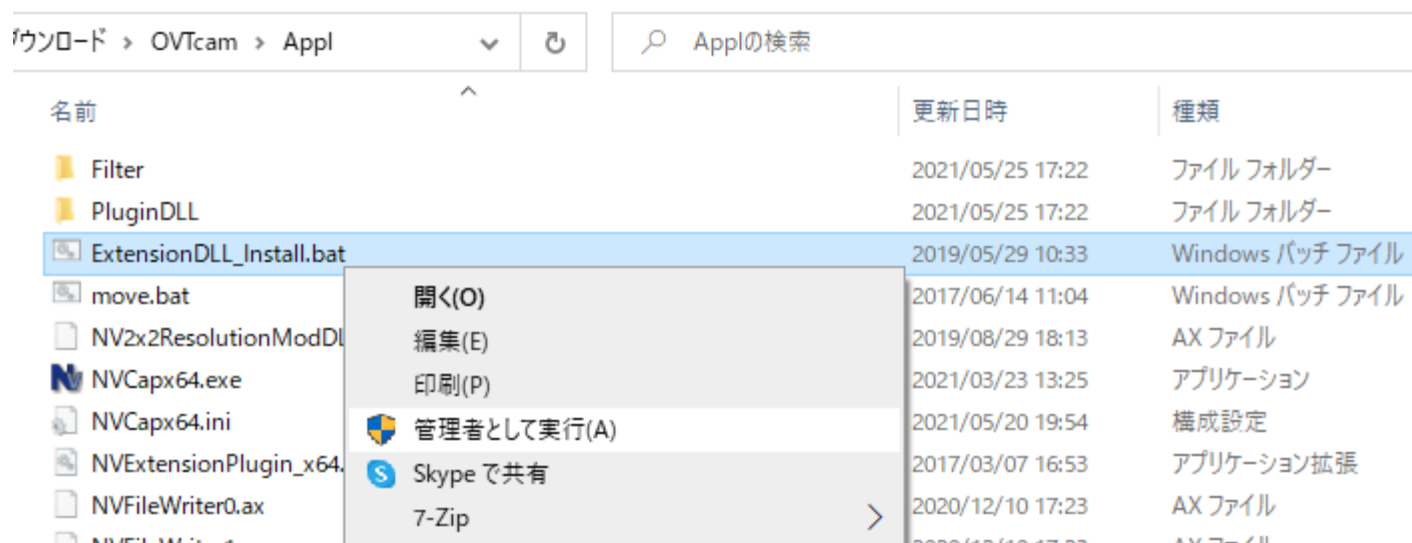 ダウンロード › OVTcam › Appl Applの検索
名前 更新日時 種類
Filter 2021/05/25 17:22 ファイル フォルダー
PluginDLL 2021/05/25 17:22 ファイル フォルダー
ExtensionDLL_Install.bat 2019/05/29 10:33 Windows バッチ ファイル
開く(O)
move.bat 2017/06/14 11:04 Windows バッチ ファイル
編集(E)
NV2x2ResolutionModDL 2019/08/29 18:13 AX ファイル
印刷(P)
NVCapx64.exe 2021/03/23 13:25 アプリケーション
管理者として実行(A)
NVCapx64.ini 2021/05/20 19:54 構成設定
Skype で共有
NVExtensionPlugin_x64. 2017/03/07 16:53 アプリケーション拡張
7-Zip
NVFileWriter0.ax 2020/12/10 17:23 AX ファイル